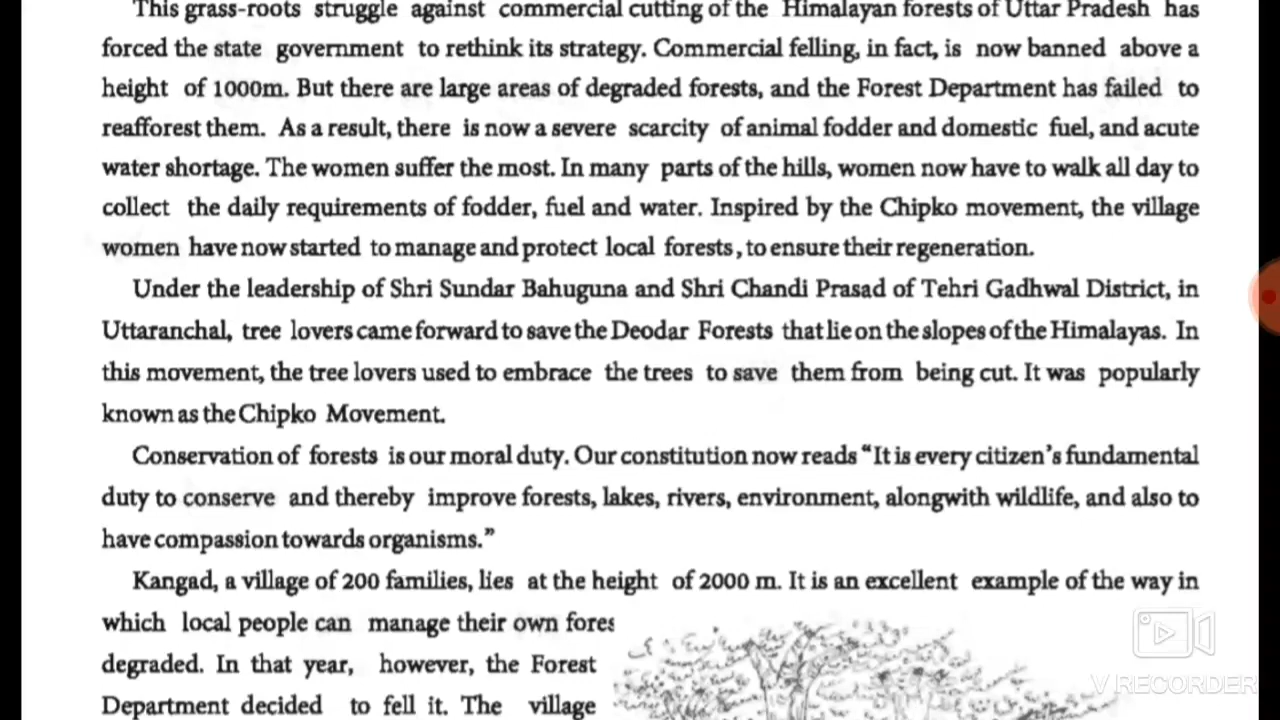 This grass-roots struggle against commercial cutting of the Himalayan forests of Uttar Pradesh has
forced the state government to rethink its strategy. Commercial felling, in fact, is now banned above a
height of 1000m. But there are large areas of degraded forests, and the Forest Department has failed to
reafforest them. As a result, there is now a severe scarcity of animal fodder and domestic fuel, and acute
water shortage. The women suffer the most. In many parts of the hills, women now have to walk all day to
collect the daily requirements of fodder, fuel and water. Inspired by the Chipko movement, the village
women have now started to manage and protect local forests, to ensure their regeneration.
Under the leadership of Shri Sundar Bahuguna and Shri Chandi Prasad of Tehri Gadhwal District, in
Uttaranchal, tree lovers came forward to save the Deodar Forests that lie on the slopes of the Himalayas. In
this movement, the tree lovers used to embrace the trees to save them from being cut. It was popularly
known as the Chipko Movement.
Conservation of forests is our moral duty. Our constitution now reads “It is every citizen’s fundamental
duty to conserve and thereby improve forests, lakes, rivers, environment, alongwith wildlife, and also to
have compassion towards organisms.”
Kangad, a village of 200 families, lies at the height of 2000 m. It is an excellent example of the way in
which local people can manage their own fores
degraded. In that year, however, the Forest
Department decided to fell it. The village
V RECORDER